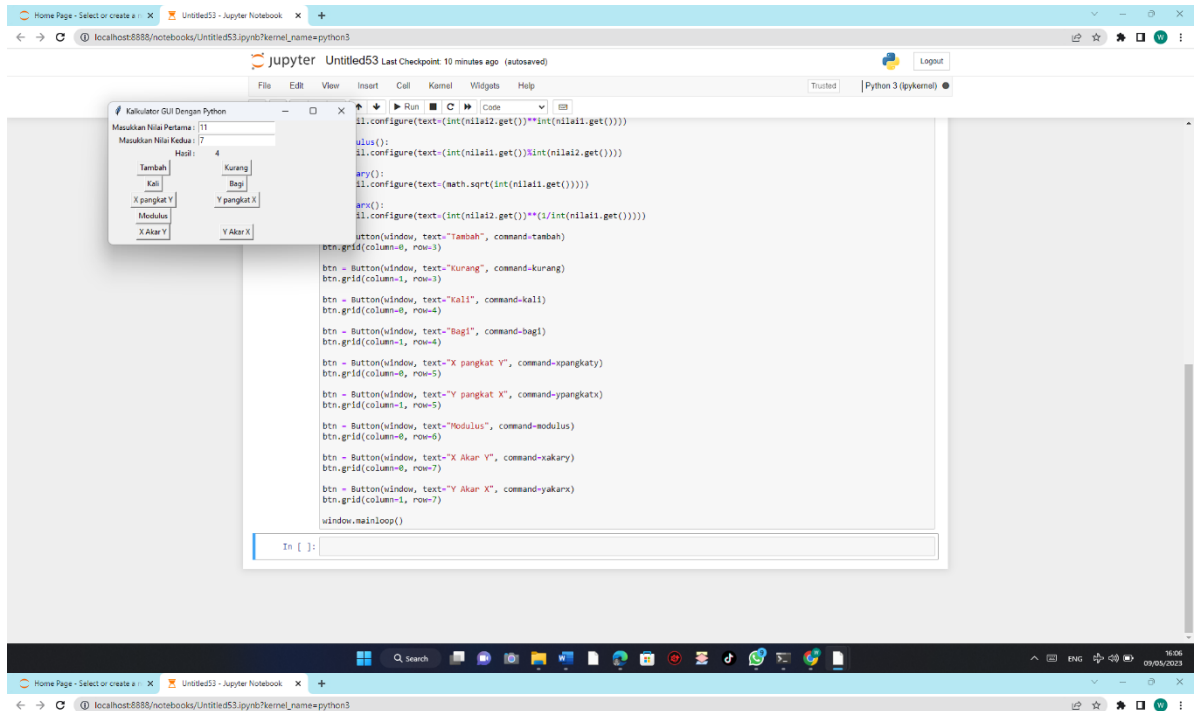 Home Page - Select or create a n
Untitled53 - Jupyter Notebook
localhost:8888/notebooks/Untitled53.ipynb?kernel_name=python3
jupyter Untitled53 Last Checkpoint: 10 minutes ago (autosaved)
Logout
File Edit View Insert Cell Kernel Widgets Help
Trusted
Python 3 (ipykernel)
Run
Code
Kalkulator GUI Dengan Python
Masukkan Nilai Pertama : 11
Masukkan Nilai Kedua : 7
Hasil : 4
Tambah Kurang
Kali Bagi
X pangkat Y Y pangkat X
Modulus
X Akar Y Y Akar X
il.configure(text=(int(nilai2.get())**int(nilai1.get())))
ulus():
il.configure(text=(int(nilai1.get())%int(nilai2.get())))
ary():
il.configure(text=(math.sqrt(int(nilai1.get()))))
arx():
il.configure(text=(int(nilai2.get())**(1/int(nilai1.get()))))
utton(window, text="Tambah", command=tambah)
btn.grid(column=0, row=3)
btn = Button(window, text="Kurang", command=kurang)
btn.grid(column=1, row=3)
btn = Button(window, text="Kali", command=kali)
btn.grid(column=0, row=4)
btn = Button(window, text="Bagi", command=bagi)
btn.grid(column=1, row=4)
btn = Button(window, text="X pangkat Y", command=xpangkaty)
btn.grid(column=0, row=5)
btn = Button(window, text="Y pangkat X", command=ypangkatx)
btn.grid(column=1, row=5)
btn = Button(window, text="Modulus", command=modulus)
btn.grid(column=0, row=6)
btn = Button(window, text="X Akar Y", command=xakary)
btn.grid(column=0, row=7)
btn = Button(window, text="Y Akar X", command=yakarx)
btn.grid(column=1, row=7)
window.mainloop()
In [ ]:
Search
ENG
16:06
09/05/2023
Home Page - Select or create a n
Untitled53 - Jupyter Notebook
localhost:8888/notebooks/Untitled53.ipynb?kernel_name=python3